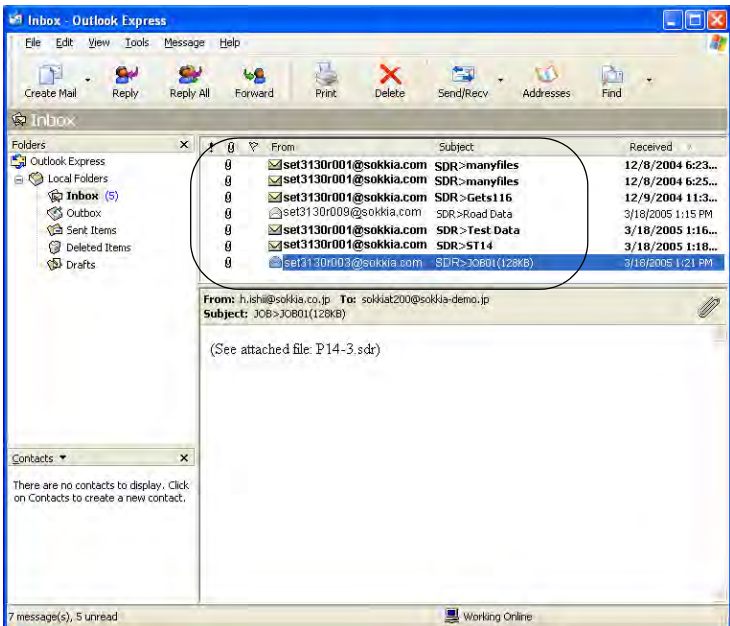 Inbox - Outlook Express
File Edit View Tools Message Help
Create Mail Reply Reply All Forward Print Delete Send/Recv Addresses Find
Inbox
Folders
Outlook Express
Local Folders
Inbox (5)
Outbox
Sent Items
Deleted Items
Drafts
! From Subject Received
set3130r001@sokkia.com SDR>manyfiles 12/8/2004 6:23...
set3130r001@sokkia.com SDR>manyfiles 12/8/2004 6:25...
set3130r001@sokkia.com SDR>Gets116 12/9/2004 11:3...
set3130r009@sokkia.com SDR>Road Data 3/18/2005 1:15 PM
set3130r001@sokkia.com SDR>Test Data 3/18/2005 1:16...
set3130r001@sokkia.com SDR>ST14 3/18/2005 1:18...
set3130r003@sokkia.com SDR>JOB01(128KB) 3/18/2005 1:21 PM
From: h.ishii@sokkia.co.jp To: sokkiat200@sokkia-demo.jp
Subject: JOB>JOB01(128KB)
(See attached file: P14-3.sdr)
Contacts
There are no contacts to display. Click
on Contacts to create a new contact.
7 message(s), 5 unread Working Online